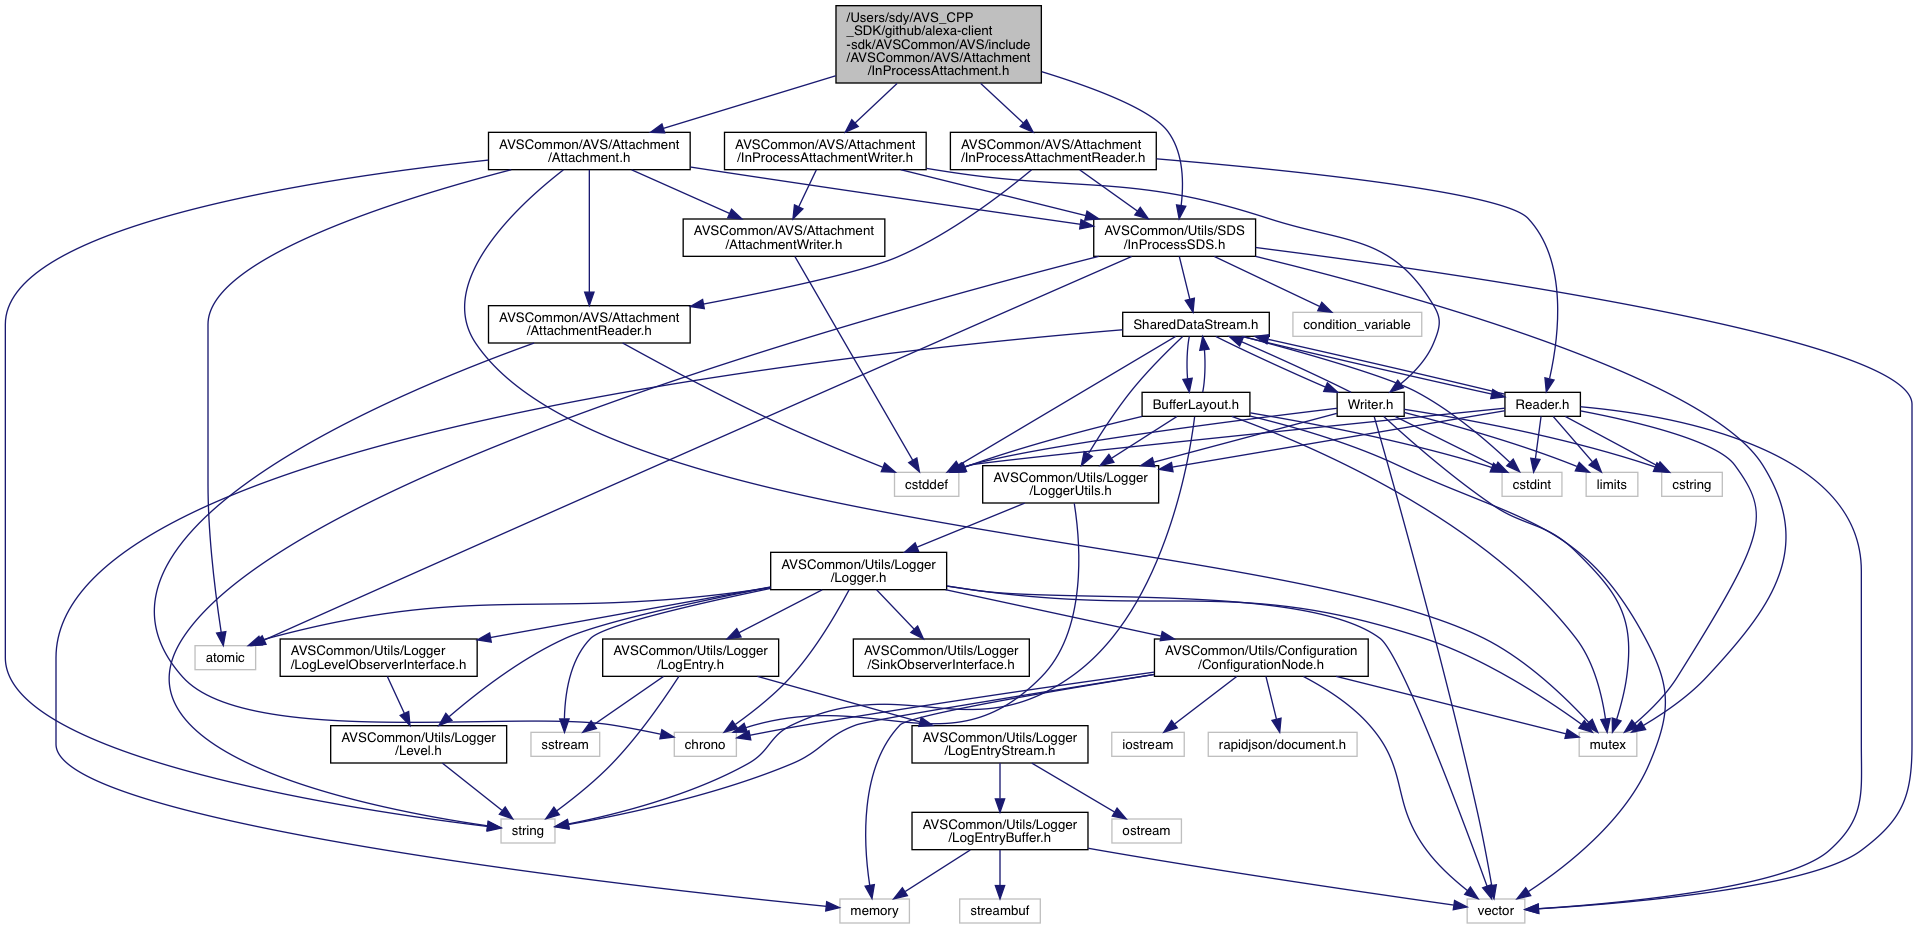 /Users/sdy/AVS_CPP
_SDK/github/alexa-client
-sdk/AVSCommon/AVS/include
/AVSCommon/AVS/Attachment
/InProcessAttachment.h
AVSCommon/AVS/Attachment
/Attachment.h
AVSCommon/AVS/Attachment
/InProcessAttachmentWriter.h
AVSCommon/AVS/Attachment
/InProcessAttachmentReader.h
AVSCommon/AVS/Attachment
/AttachmentWriter.h
AVSCommon/Utils/SDS
/InProcessSDS.h
AVSCommon/AVS/Attachment
/AttachmentReader.h
SharedDataStream.h
condition_variable
BufferLayout.h
Writer.h
Reader.h
cstddef
AVSCommon/Utils/Logger
/LoggerUtils.h
cstdint
limits
cstring
AVSCommon/Utils/Logger
/Logger.h
atomic
AVSCommon/Utils/Logger
/LogLevelObserverInterface.h
AVSCommon/Utils/Logger
/LogEntry.h
AVSCommon/Utils/Logger
/SinkObserverInterface.h
AVSCommon/Utils/Configuration
/ConfigurationNode.h
AVSCommon/Utils/Logger
/Level.h
sstream
chrono
AVSCommon/Utils/Logger
/LogEntryStream.h
iostream
rapidjson/document.h
mutex
string
AVSCommon/Utils/Logger
/LogEntryBuffer.h
ostream
memory
streambuf
vector